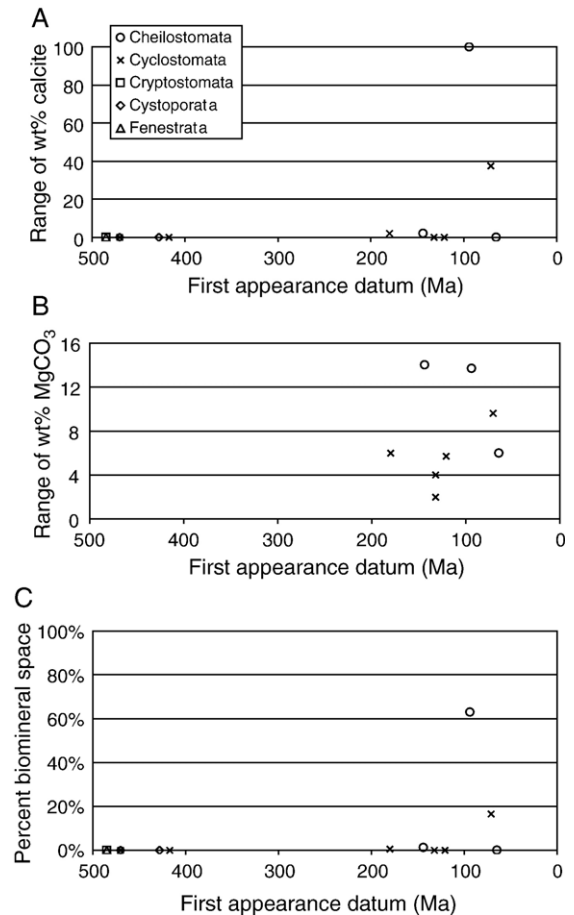 A
Range of wt% calcite
100
80
60
40
20
0
Cheilostomata
Cyclostomata
Cryptostomata
Cystoporata
Fenestrata
500 400 300 200 100 0
First appearance datum (Ma)
B
Range of wt% MgCO₃
16
12
8
4
0
500 400 300 200 100 0
First appearance datum (Ma)
C
Percent biomineral space
100%
80%
60%
40%
20%
0%
500 400 300 200 100 0
First appearance datum (Ma)